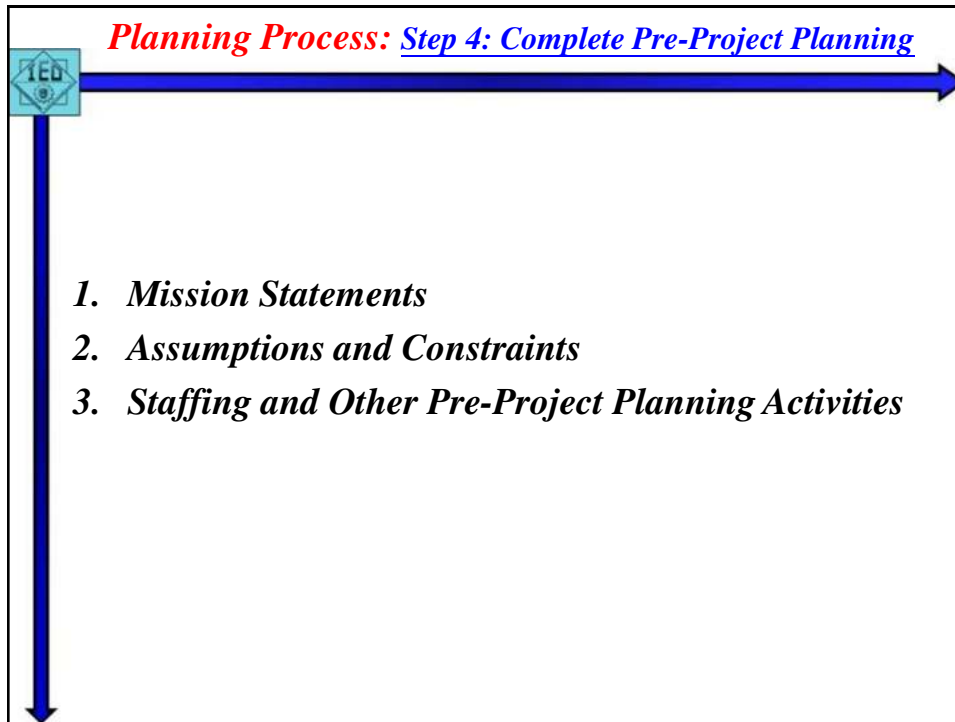 Planning Process: Step 4: Complete Pre-Project Planning
IED
1. Mission Statements
2. Assumptions and Constraints
3. Staffing and Other Pre-Project Planning Activities